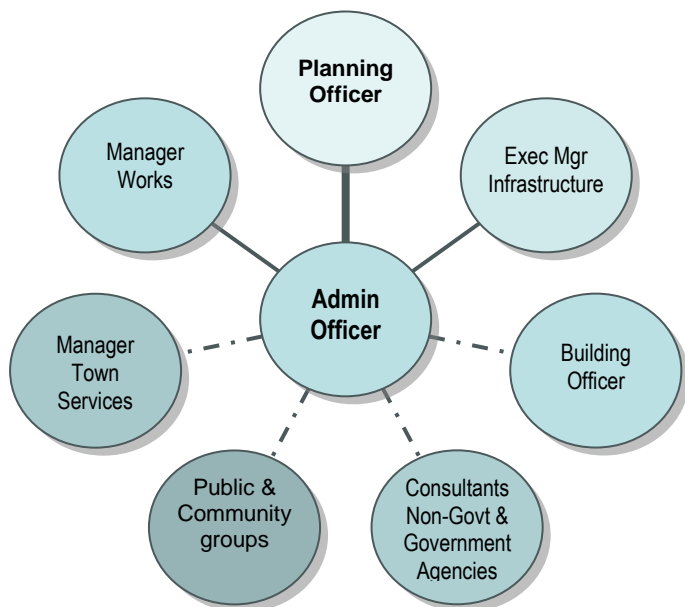 Planning
Officer
Manager
Works
Exec Mgr
Infrastructure
Admin
Officer
Manager
Town
Services
Building
Officer
Public &
Community
groups
Consultants
Non-Govt &
Government
Agencies